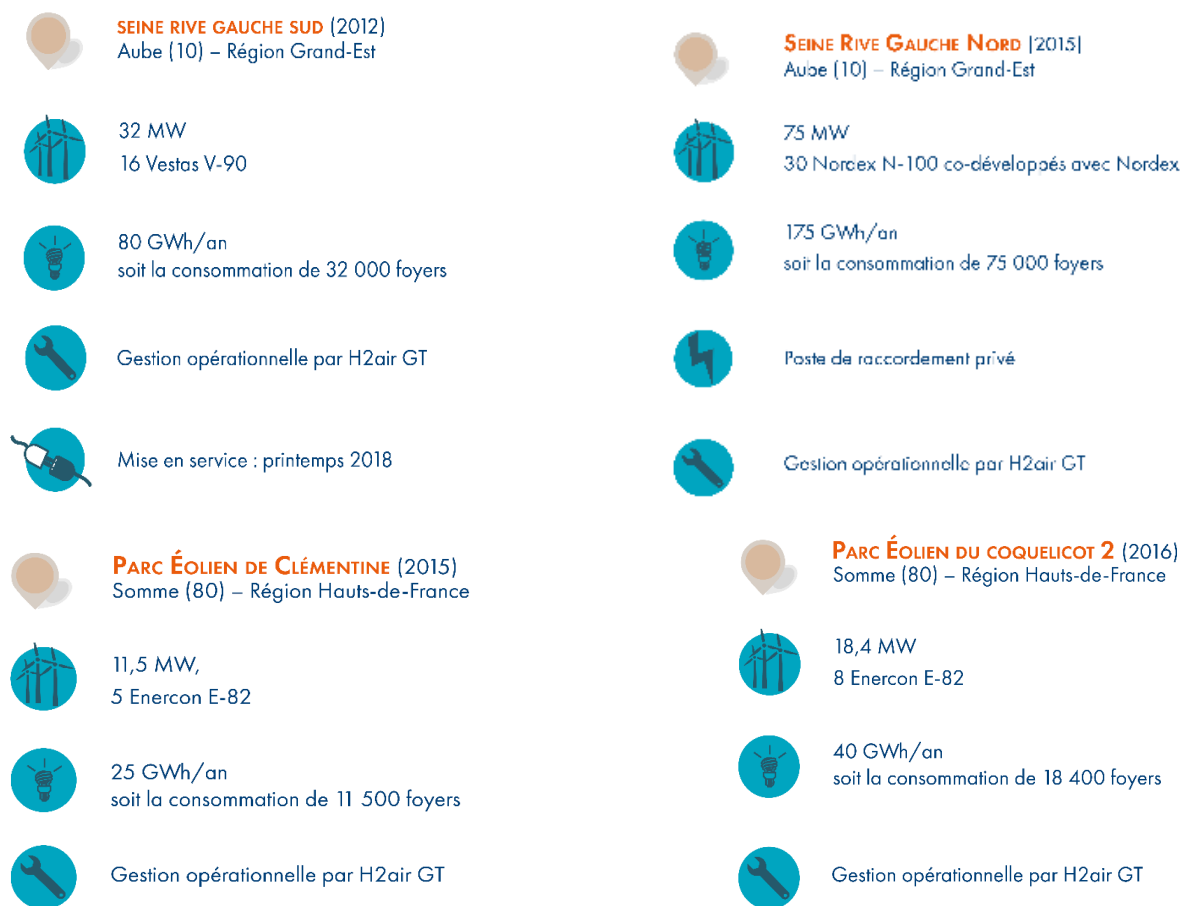 SEINE RIVE GAUCHE SUD (2012)
Aube (10) – Région Grand-Est
32 MW
16 Vestas V-90
80 GWh/an
soit la consommation de 32 000 foyers
Gestion opérationnelle par H2air GT
Mise en service : printemps 2018
SEINE RIVE GAUCHE NORD (2015)
Aube (10) – Région Grand-Est
75 MW
30 Nordex N-100 co-développés avec Nordex
175 GWh/an
soit la consommation de 75 000 foyers
Poste de raccordement privé
Gestion opérationnelle par H2air GT
PARC ÉOLIEN DE CLÉMENTINE (2015)
Somme (80) – Région Hauts-de-France
11,5 MW,
5 Enercon E-82
25 GWh/an
soit la consommation de 11 500 foyers
Gestion opérationnelle par H2air GT
PARC ÉOLIEN DU COQUELICOT 2 (2016)
Somme (80) – Région Hauts-de-France
18,4 MW
8 Enercon E-82
40 GWh/an
soit la consommation de 18 400 foyers
Gestion opérationnelle par H2air GT